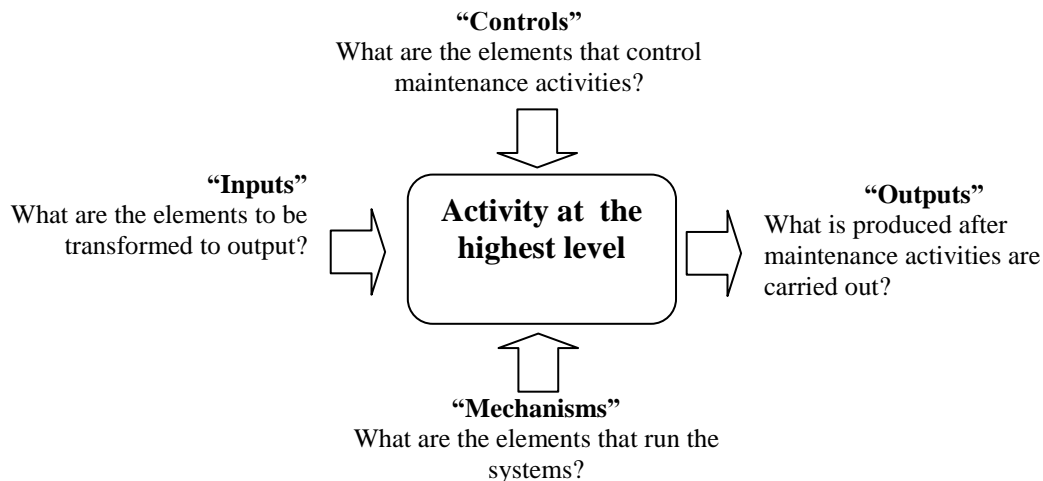 “Controls”
What are the elements that control
maintenance activities?
“Inputs”
What are the elements to be
transformed to output?
Activity at the
highest level
“Outputs”
What is produced after
maintenance activities are
carried out?
“Mechanisms”
What are the elements that run the
systems?